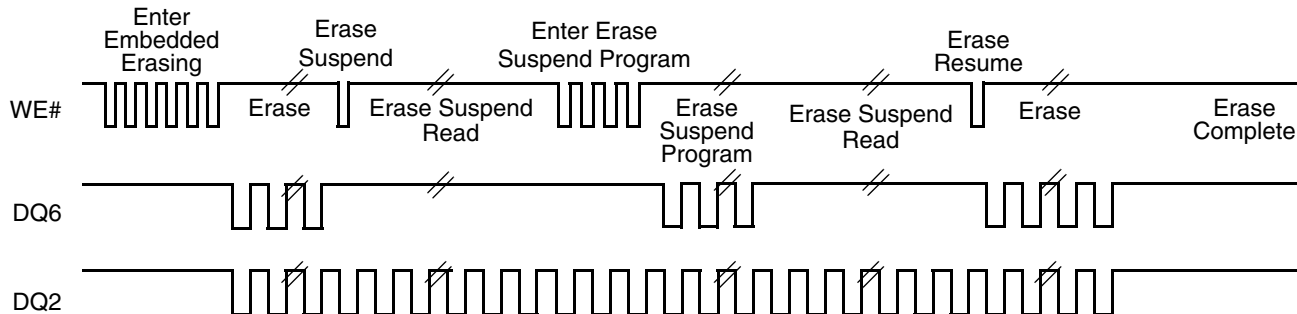 Enter
Embedded
Erasing
Erase
Suspend
Enter Erase
Suspend Program
Erase
Resume
WE#
Erase
Erase Suspend
Read
Erase
Suspend
Program
Erase Suspend
Read
Erase
Erase
Complete
DQ6
DQ2